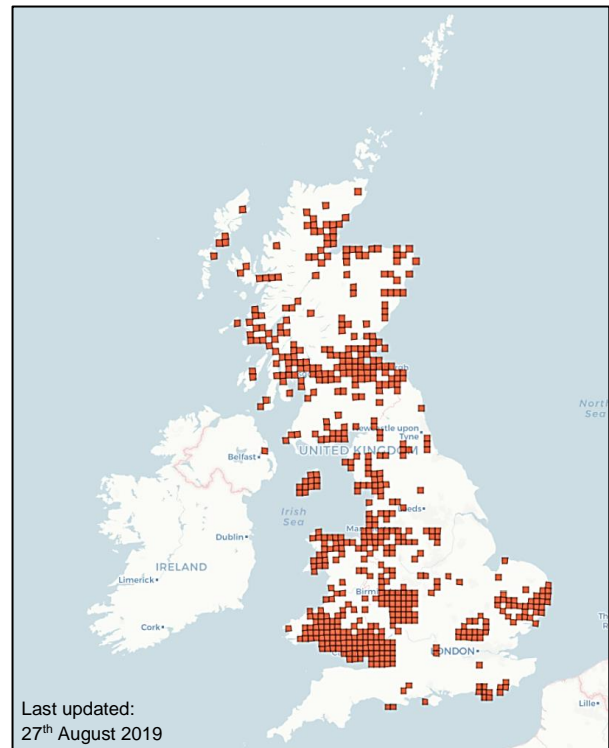 North
Newcastle upon
Tyne
UNITED KINGDOM
Belfast
Irish
Sea
Leeds
Dublin
IRELAND
Limerick
Cork
LONDON
Lille
Last updated:
27th August 2019